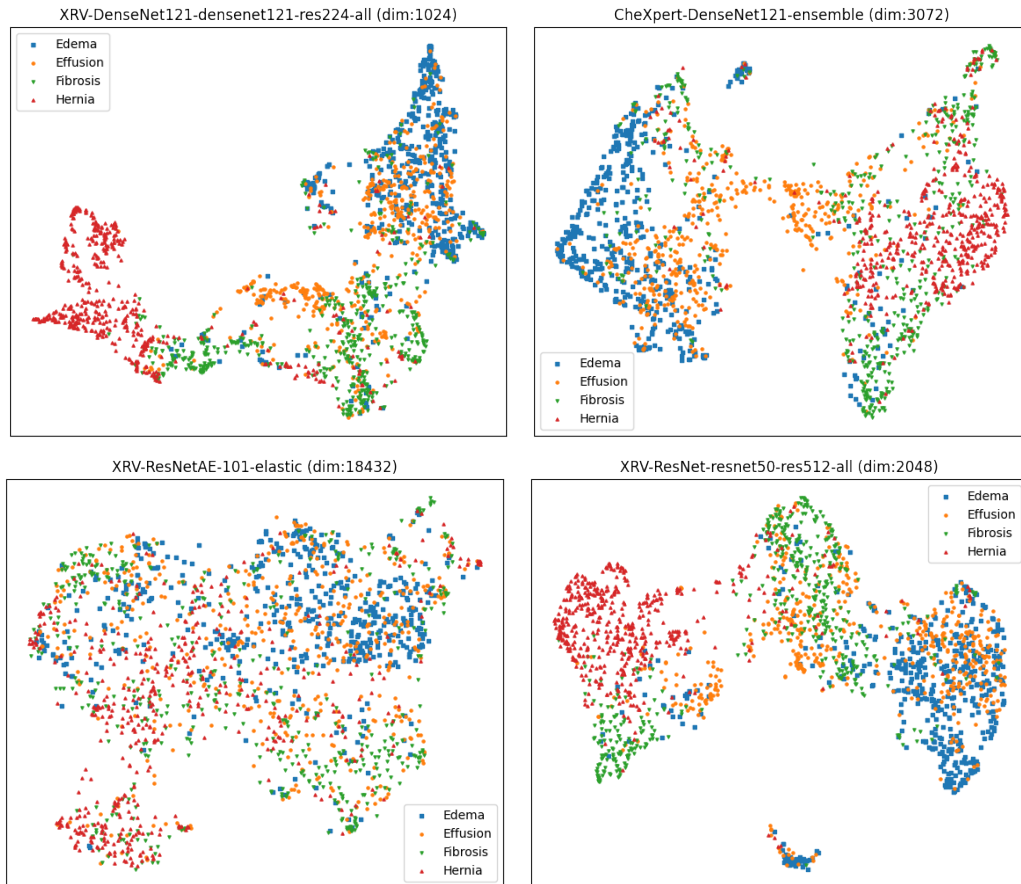 XRV-DenseNet121-densenet121-res224-all (dim:1024)
Edema
Effusion
Fibrosis
Hernia
CheXpert-DenseNet121-ensemble (dim:3072)
Edema
Effusion
Fibrosis
Hernia
XRV-ResNetAE-101-elastic (dim:18432)
Edema
Effusion
Fibrosis
Hernia
XRV-ResNet-resnet50-res512-all (dim:2048)
Edema
Effusion
Fibrosis
Hernia